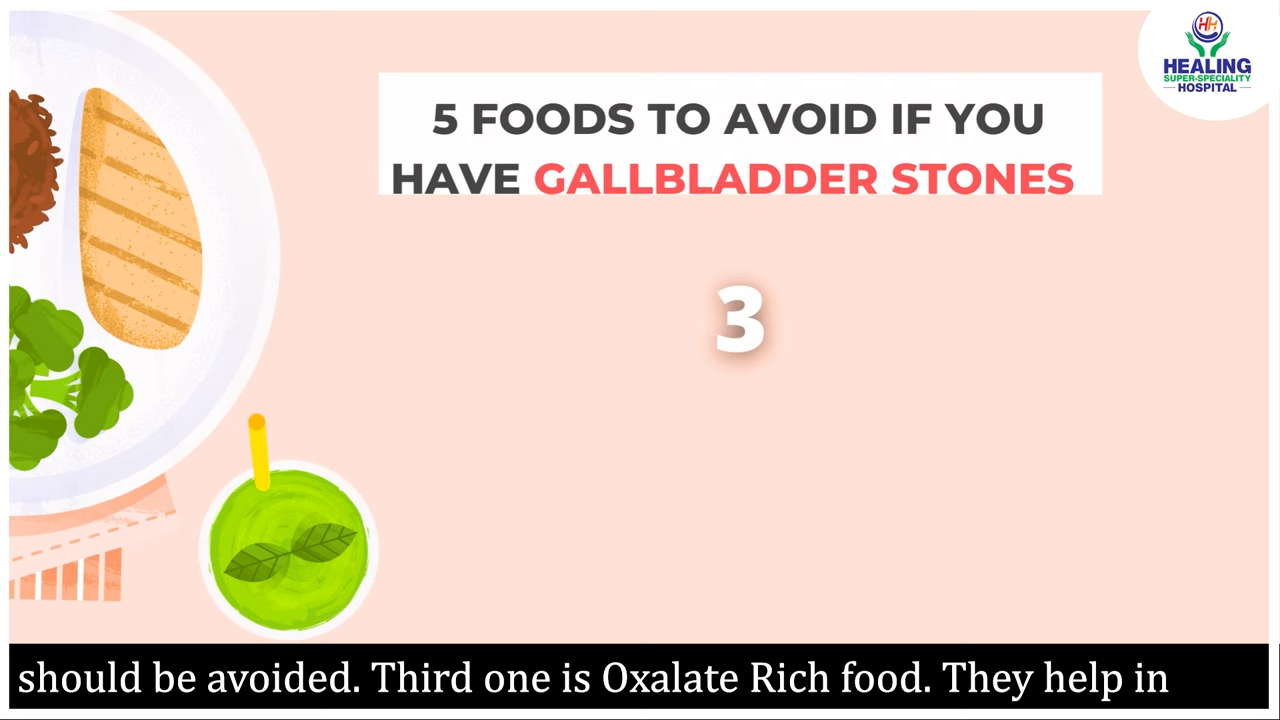 HH
HEALING
SUPER-SPECIALITY
HOSPITAL
5 FOODS TO AVOID IF YOU
HAVE GALLBLADDER STONES
3
should be avoided. Third one is Oxalate Rich food. They help in